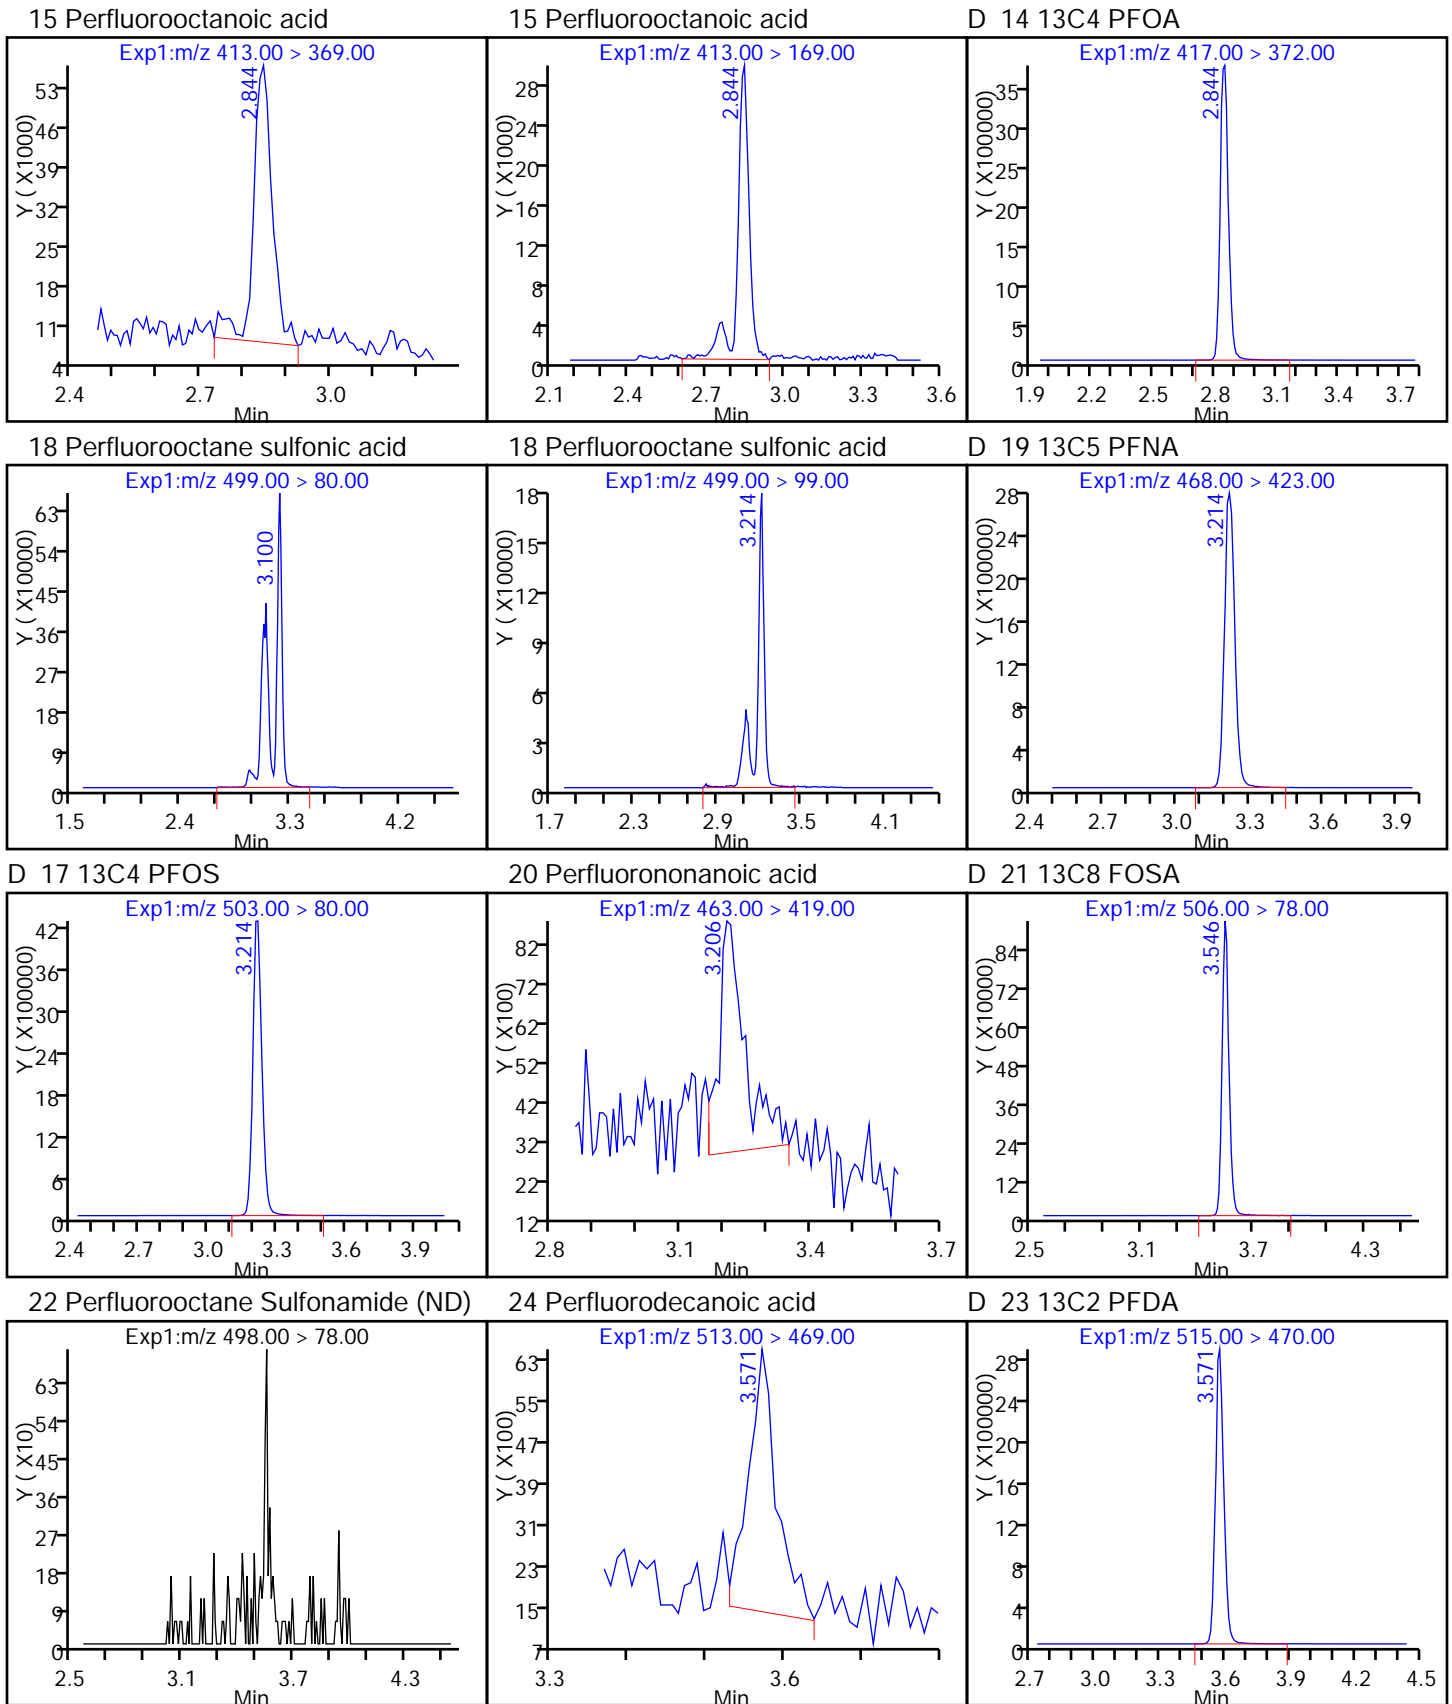 15 Perfluorooctanoic acid
Exp1:m/z 413.00 > 369.00
2.844
Y ( X1000)
53
46
39
32
25
18
11
4
2.4 2.7 3.0
Min
15 Perfluorooctanoic acid
Exp1:m/z 413.00 > 169.00
2.844
Y ( X1000)
28
24
20
16
12
8
4
0
2.1 2.4 2.7 3.0 3.3 3.6
Min
D 14 13C4 PFOA
Exp1:m/z 417.00 > 372.00
2.844
Y ( X100000)
35
30
25
20
15
10
5
0
1.9 2.2 2.5 2.8 3.1 3.4 3.7
Min
18 Perfluorooctane sulfonic acid
Exp1:m/z 499.00 > 80.00
3.100
Y ( X100000)
63
54
45
36
27
18
9
0
1.5 2.4 3.3 4.2
Min
18 Perfluorooctane sulfonic acid
Exp1:m/z 499.00 > 99.00
3.214
Y ( X100000)
18
15
12
9
6
3
0
1.7 2.3 2.9 3.5 4.1
Min
D 19 13C5 PFNA
Exp1:m/z 468.00 > 423.00
3.214
Y ( X100000)
28
24
20
16
12
8
4
0
2.4 2.7 3.0 3.3 3.6 3.9
Min
D 17 13C4 PFOS
Exp1:m/z 503.00 > 80.00
3.214
Y ( X100000)
42
36
30
24
18
12
6
0
2.4 2.7 3.0 3.3 3.6 3.9
Min
20 Perfluorononanoic acid
Exp1:m/z 463.00 > 419.00
3.206
Y ( X100)
82
72
62
52
42
32
22
12
2.8 3.1 3.4 3.7
Min
D 21 13C8 FOSA
Exp1:m/z 506.00 > 78.00
3.546
Y ( X10000)
84
72
60
48
36
24
12
0
2.5 3.1 3.7 4.3
Min
22 Perfluorooctane Sulfonamide (ND)
Exp1:m/z 498.00 > 78.00
Y ( X10)
63
54
45
36
27
18
9
0
2.5 3.1 3.7 4.3
Min
24 Perfluorodecanoic acid
Exp1:m/z 513.00 > 469.00
3.571
Y ( X100)
63
55
47
39
31
23
15
7
3.3 3.6
Min
D 23 13C2 PFDA
Exp1:m/z 515.00 > 470.00
3.571
Y ( X100000)
28
24
20
16
12
8
4
0
2.7 3.0 3.3 3.6 3.9 4.2 4.5
Min